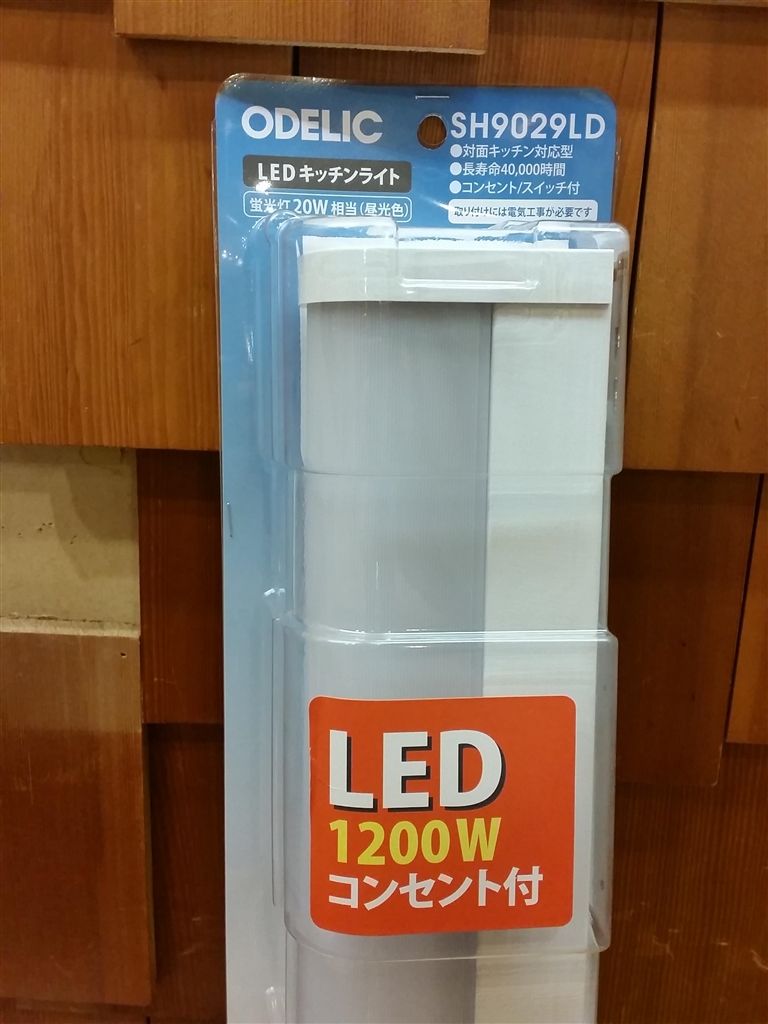 ODELIC
LEDキッチンライト
蛍光灯20W相当(昼光色)
SH9029LD
●対面キッチン対応型
●長寿命40,000時間
●コンセント/スイッチ付
取り付けには電気工事が必要です
LED
1200W
コンセント付